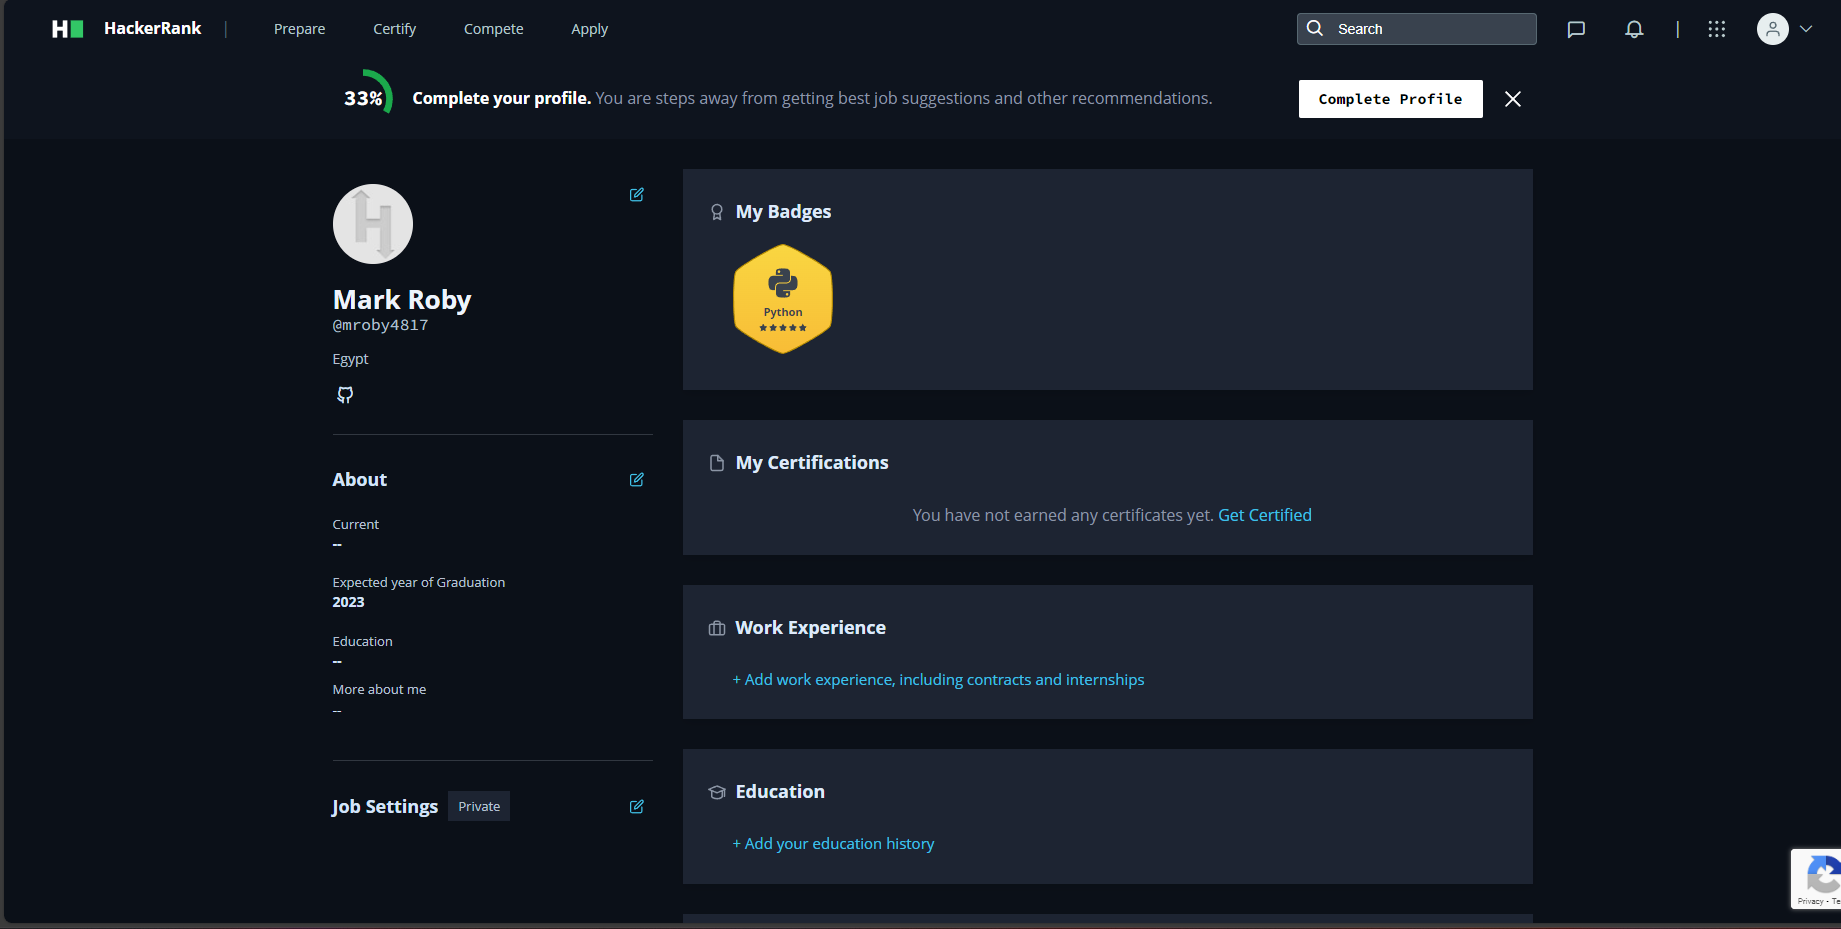 HackerRank
Prepare
Certify
Compete
Apply
Search
33%
Complete your profile. You are steps away from getting best job suggestions and other recommendations.
Complete Profile
Mark Roby
@mroby4817
Egypt
About
Current
--
Expected year of Graduation
2023
Education
--
More about me
--
Job Settings
Private
My Badges
Python
My Certifications
You have not earned any certificates yet. Get Certified
Work Experience
+ Add work experience, including contracts and internships
Education
+ Add your education history
Privacy -